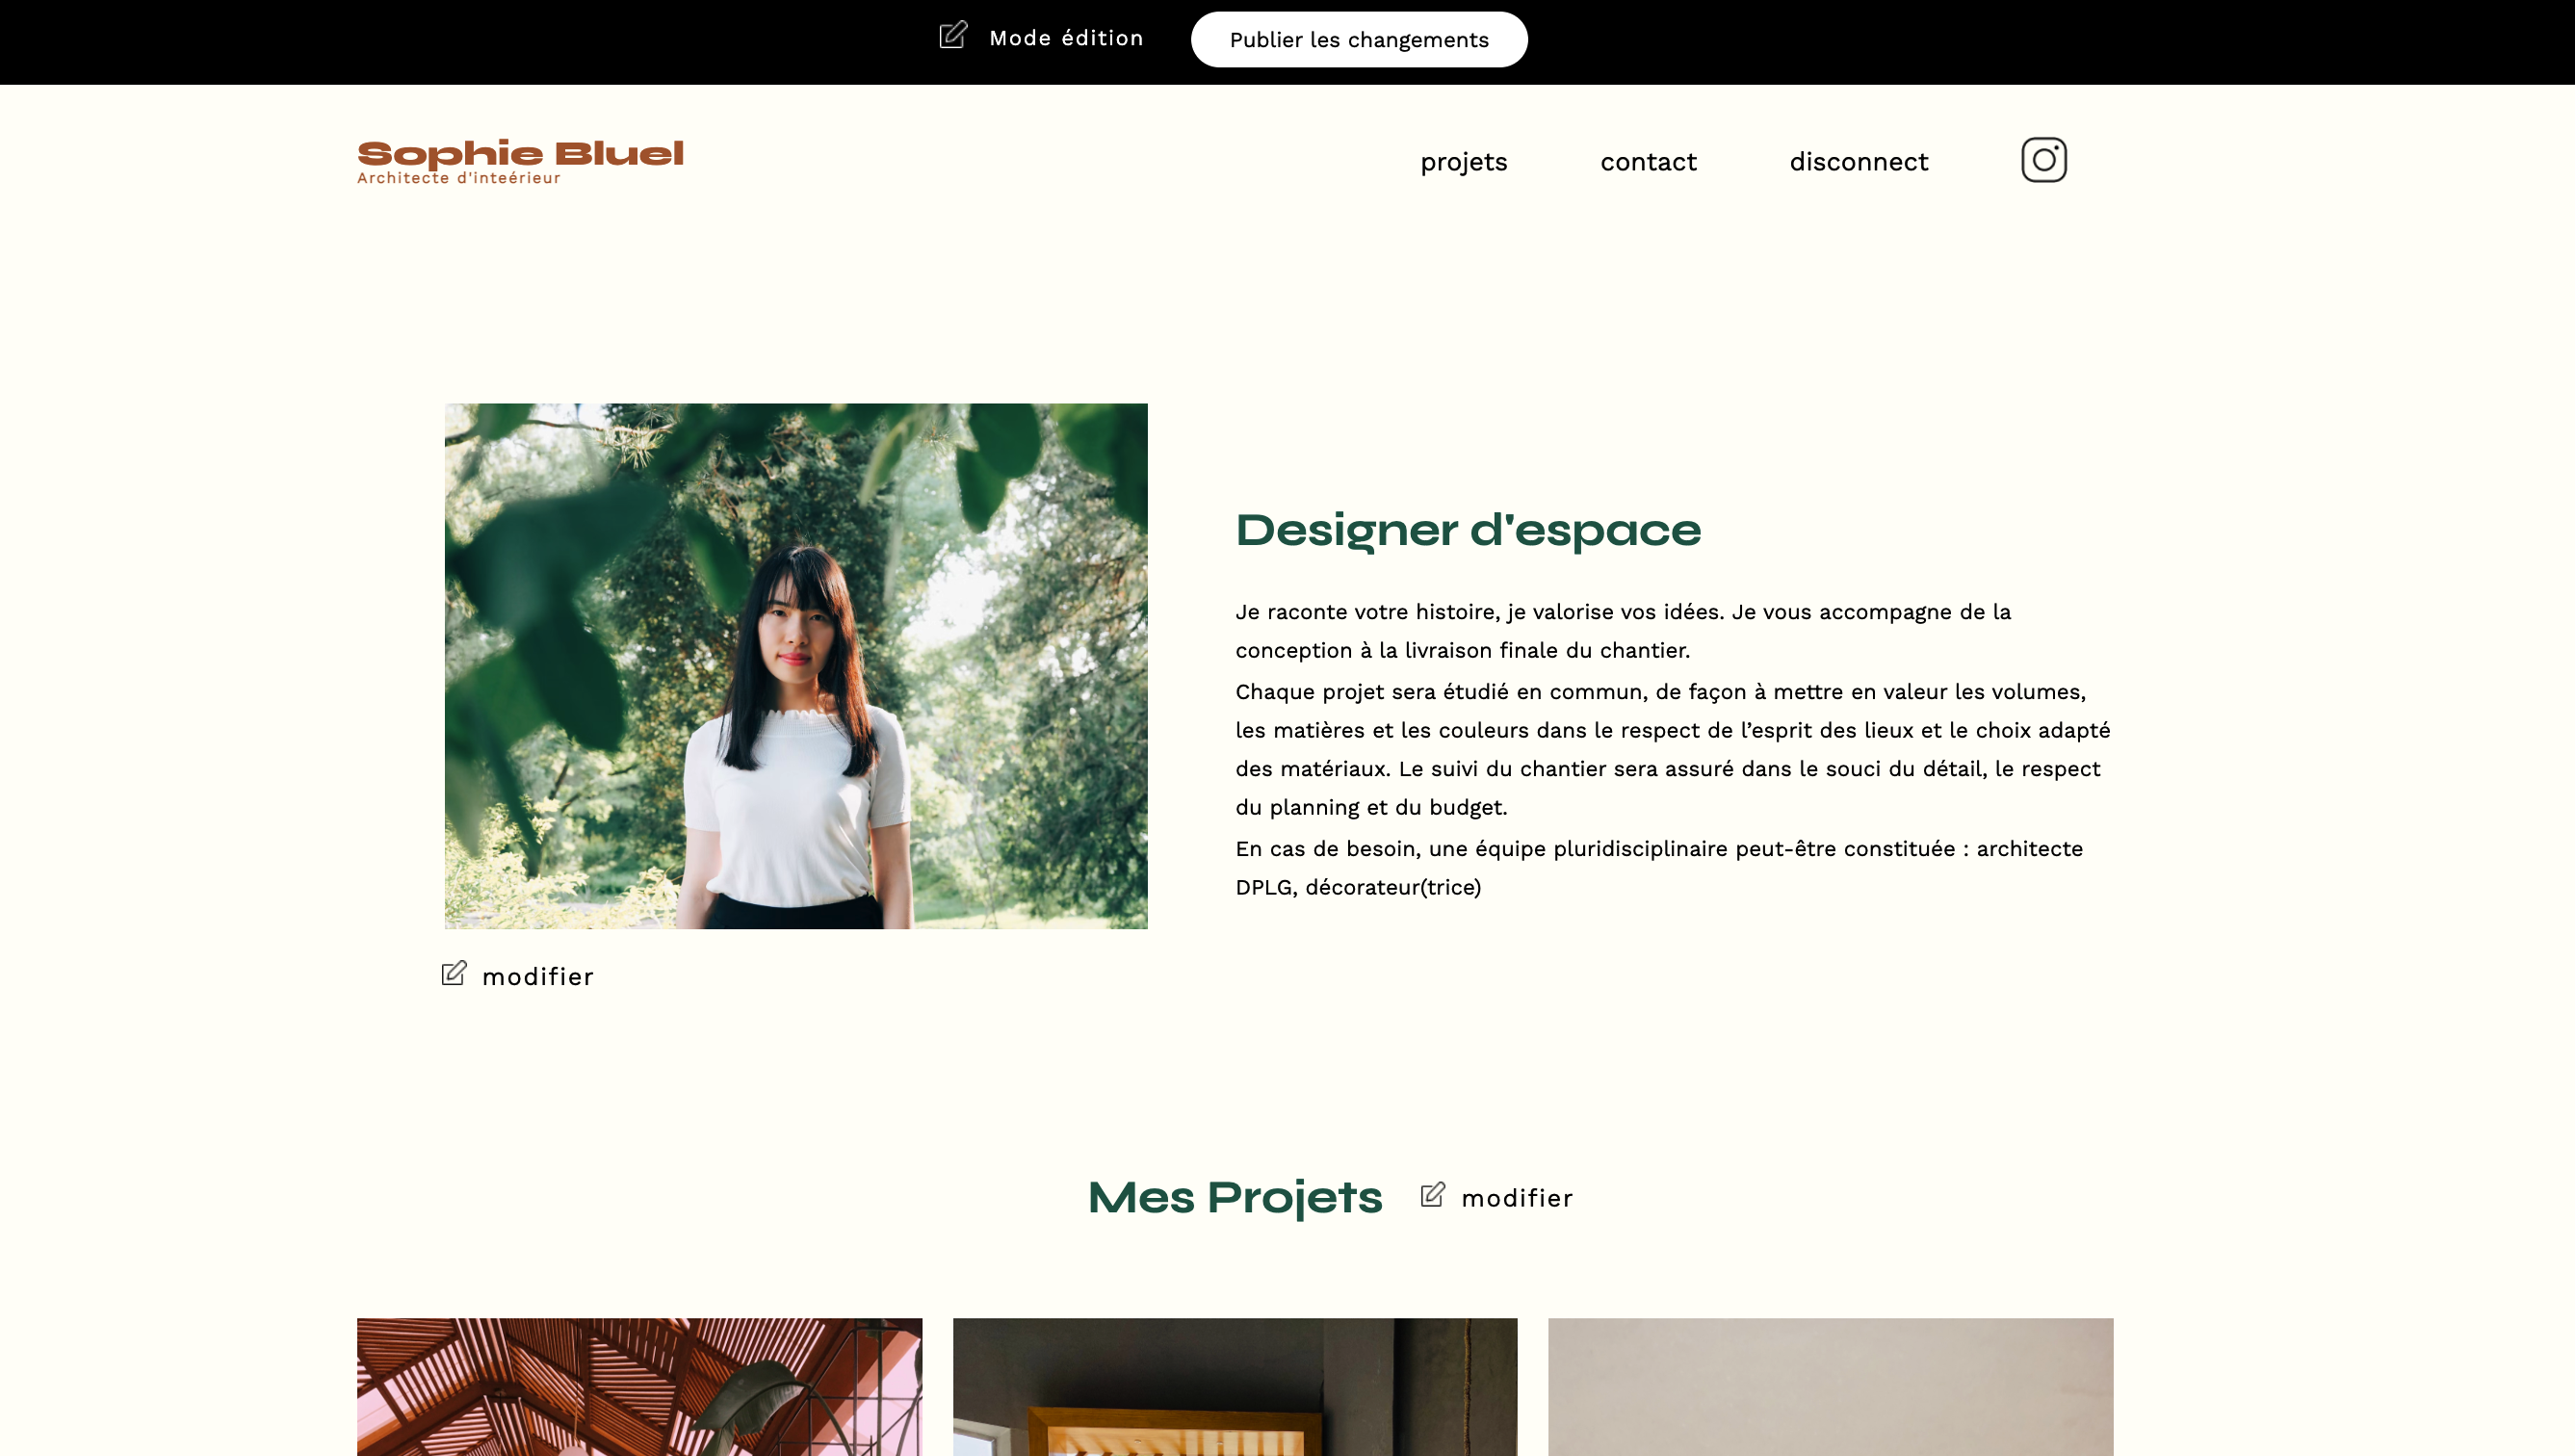 Mode édition
Publier les changements
Sophie Bluel
Architecte d'inteérieur
projets
contact
disconnect
Designer d'espace
Je raconte votre histoire, je valorise vos idées. Je vous accompagne de la
conception à la livraison finale du chantier.
Chaque projet sera étudié en commun, de façon à mettre en valeur les volumes,
les matières et les couleurs dans le respect de l’esprit des lieux et le choix adapté
des matériaux. Le suivi du chantier sera assuré dans le souci du détail, le respect
du planning et du budget.
En cas de besoin, une équipe pluridisciplinaire peut-être constituée : architecte
DPLG, décorateur(trice)
modifier
Mes Projets
modifier